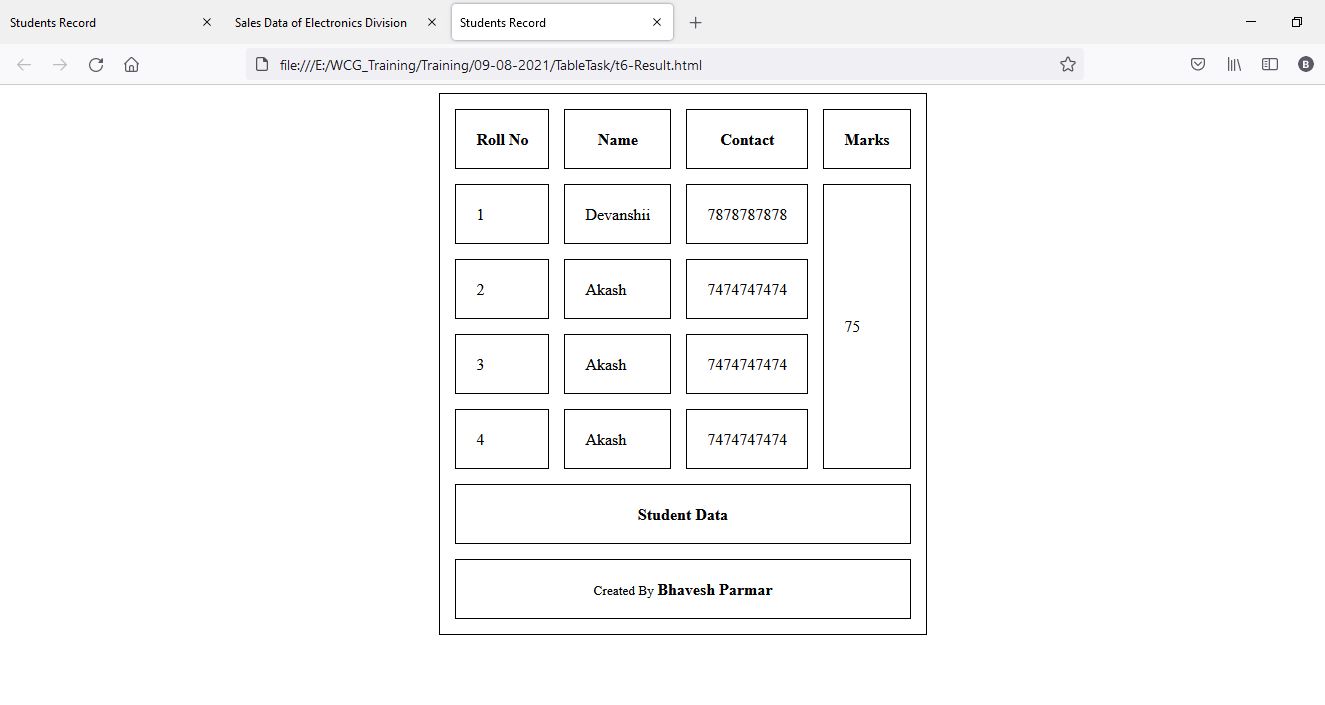 Students Record
Sales Data of Electronics Division
Students Record
file:///E:/WCG_Training/Training/09-08-2021/TableTask/t6-Result.html
B
Roll No Name Contact Marks
1 Devanshii 7878787878
2 Akash 7474747474
75
3 Akash 7474747474
4 Akash 7474747474
Student Data
Created By Bhavesh Parmar